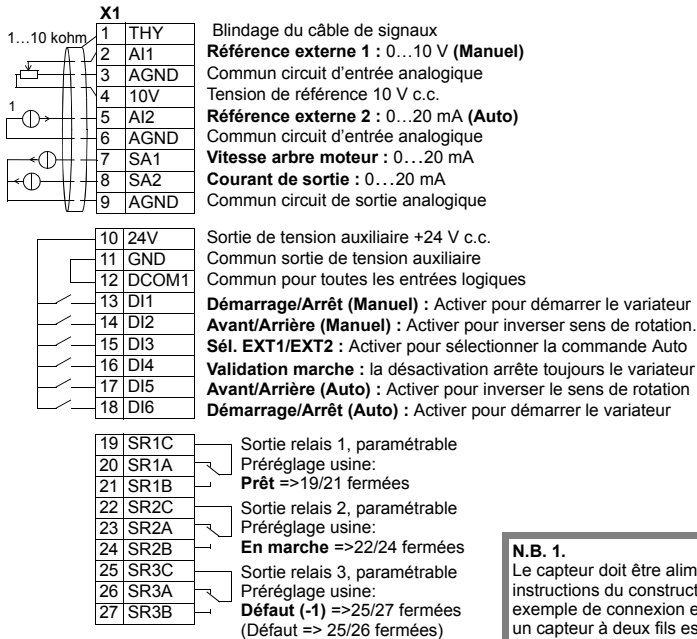 X1
1…10 kohm
1 THY Blindage du câble de signaux
2 AI1 Référence externe 1 : 0…10 V (Manuel)
3 AGND Commun circuit d'entrée analogique
4 10V Tension de référence 10 V c.c.
1
5 AI2 Référence externe 2 : 0…20 mA (Auto)
6 AGND Commun circuit d'entrée analogique
7 SA1 Vitesse arbre moteur : 0…20 mA
8 SA2 Courant de sortie : 0…20 mA
9 AGND Commun circuit de sortie analogique
10 24V Sortie de tension auxiliaire +24 V c.c.
11 GND Commun sortie de tension auxiliaire
12 DCOM1 Commun pour toutes les entrées logiques
13 DI1 Démarrage/Arrêt (Manuel) : Activer pour démarrer le variateur
14 DI2 Avant/Arrière (Manuel) : Activer pour inverser sens de rotation.
15 DI3 Sél. EXT1/EXT2 : Activer pour sélectionner la commande Auto
16 DI4 Validation marche : la désactivation arrête toujours le variateur
17 DI5 Avant/Arrière (Auto) : Activer pour inverser le sens de rotation
18 DI6 Démarrage/Arrêt (Auto) : Activer pour démarrer le variateur
19 SR1C Sortie relais 1, paramétrable
20 SR1A Préréglage usine:
21 SR1B Prêt =>19/21 fermées
22 SR2C Sortie relais 2, paramétrable
23 SR2A Préréglage usine:
24 SR2B En marche =>22/24 fermées
25 SR3C Sortie relais 3, paramétrable
26 SR3A Préréglage usine:
27 SR3B Défaut (-1) =>25/27 fermées
(Défaut => 25/26 fermées)
N.B. 1.
Le capteur doit être alim
instructions du construct
exemple de connexion e
un capteur à deux fils es